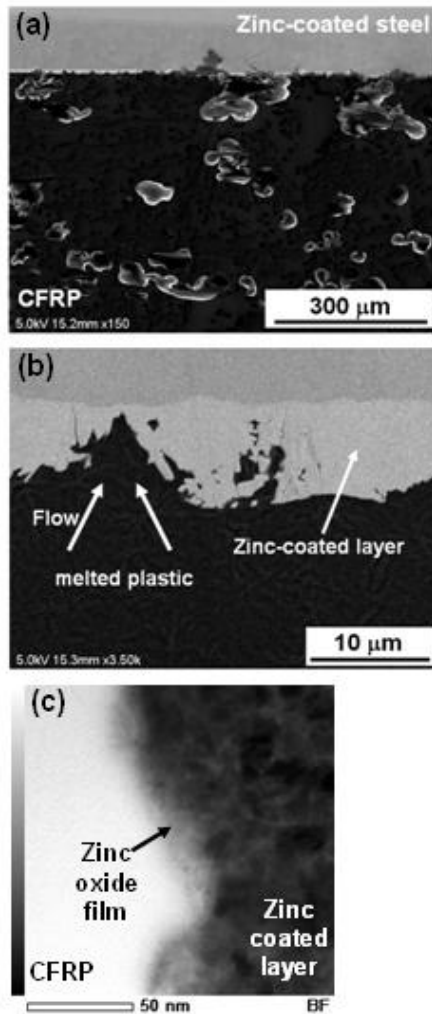 (a)
Zinc-coated steel
CFRP
300 μm
5.0kV 15.2mm x150
(b)
Flow
melted plastic
Zinc-coated layer
10 μm
5.0kV 15.3mm x3.50k
(c)
Zinc
oxide
film
Zinc
coated
layer
CFRP
50 nm
BF